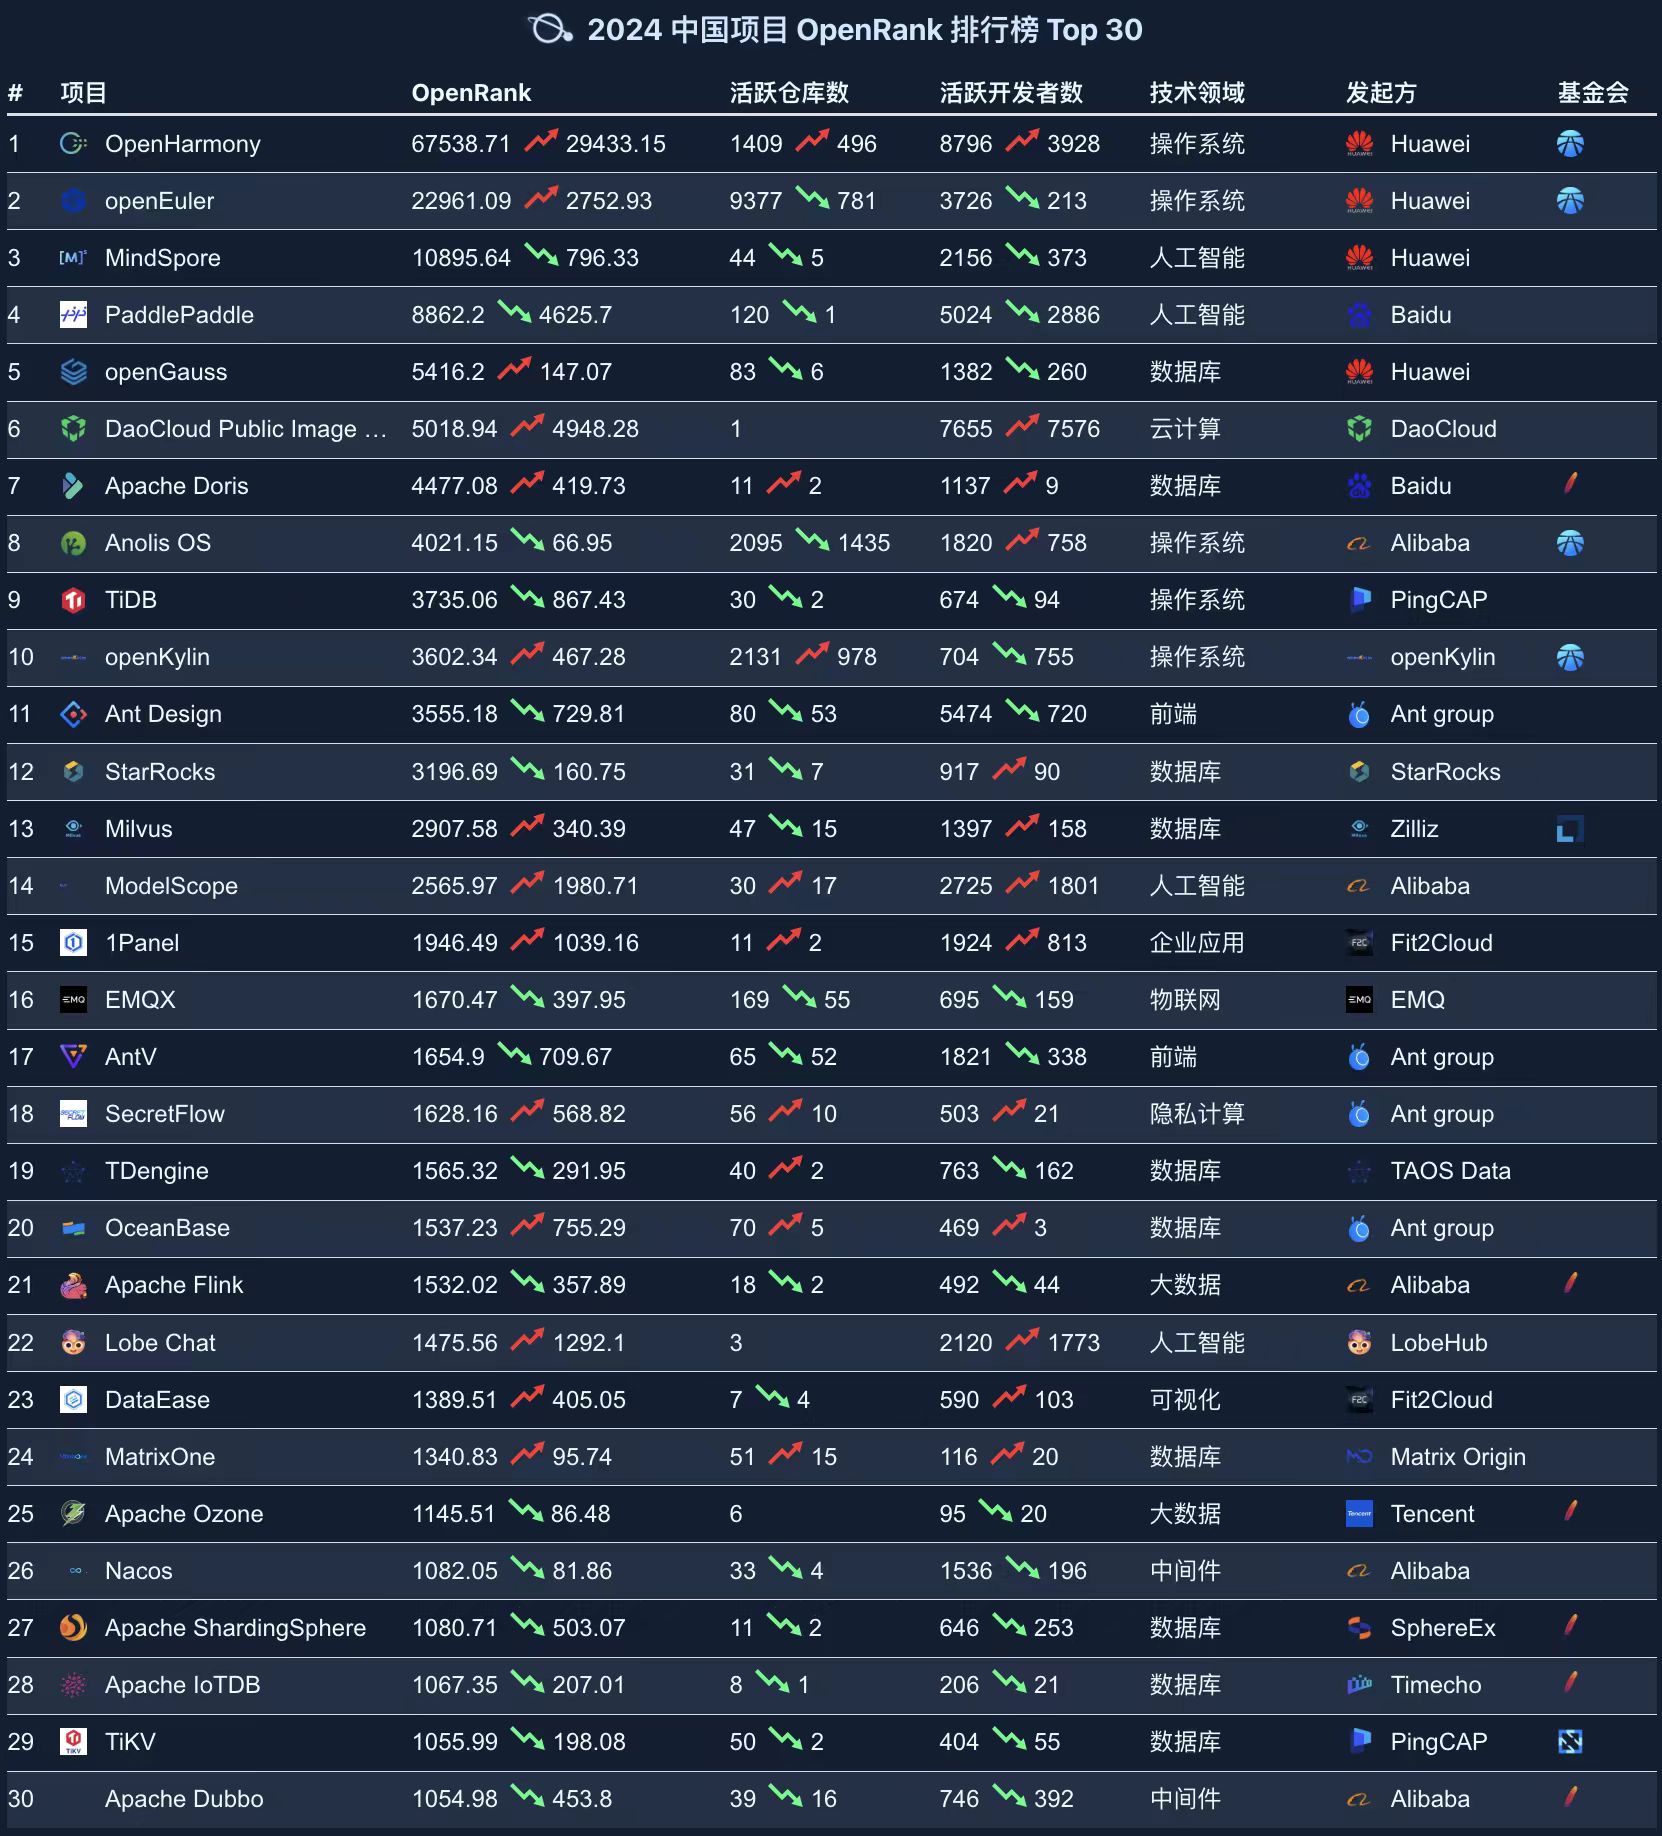 2024 中国项目 OpenRank 排行榜 Top 30
# 项目 OpenRank 活跃仓库数 活跃开发者数 技术领域 发起方 基金会
1 OpenHarmony 67538.71 29433.15 1409 496 8796 3928 操作系统 HUAWEI Huawei
2 openEuler 22961.09 2752.93 9377 781 3726 213 操作系统 HUAWEI Huawei
3 [M]s MindSpore 10895.64 796.33 44 5 2156 373 人工智能 HUAWEI Huawei
4 PaddlePaddle 8862.2 4625.7 120 1 5024 2886 人工智能 Baidu
5 openGauss 5416.2 147.07 83 6 1382 260 数据库 HUAWEI Huawei
6 DaoCloud Public Image ... 5018.94 4948.28 1 7655 7576 云计算 DaoCloud
7 Apache Doris 4477.08 419.73 11 2 1137 9 数据库 Baidu
8 Anolis OS 4021.15 66.95 2095 1435 1820 758 操作系统 Alibaba
9 TiDB 3735.06 867.43 30 2 674 94 操作系统 PingCAP
10 openKylin 3602.34 467.28 2131 978 704 755 操作系统 openKylin
11 Ant Design 3555.18 729.81 80 53 5474 720 前端 Ant group
12 StarRocks 3196.69 160.75 31 7 917 90 数据库 StarRocks
13 Milvus 2907.58 340.39 47 15 1397 158 数据库 Zilliz
14 ModelScope 2565.97 1980.71 30 17 2725 1801 人工智能 Alibaba
15 1Panel 1946.49 1039.16 11 2 1924 813 企业应用 F2C Fit2Cloud
16 EMQ EMQX 1670.47 397.95 169 55 695 159 物联网 EMQ EMQ
17 AntV 1654.9 709.67 65 52 1821 338 前端 Ant group
18 SECRET FLOW SecretFlow 1628.16 568.82 56 10 503 21 隐私计算 Ant group
19 TDengine 1565.32 291.95 40 2 763 162 数据库 TAOS Data
20 OceanBase 1537.23 755.29 70 5 469 3 数据库 Ant group
21 Apache Flink 1532.02 357.89 18 2 492 44 大数据 Alibaba
22 Lobe Chat 1475.56 1292.1 3 2120 1773 人工智能 LobeHub
23 DataEase 1389.51 405.05 7 4 590 103 可视化 F2C Fit2Cloud
24 MatrixOne 1340.83 95.74 51 15 116 20 数据库 Matrix Origin
25 Apache Ozone 1145.51 86.48 6 95 20 大数据 Tencent Tencent
26 Nacos 1082.05 81.86 33 4 1536 196 中间件 Alibaba
27 Apache ShardingSphere 1080.71 503.07 11 2 646 253 数据库 SphereEx
28 Apache IoTDB 1067.35 207.01 8 1 206 21 数据库 Timecho
29 TiKV TiKV 1055.99 198.08 50 2 404 55 数据库 PingCAP
30 Apache Dubbo 1054.98 453.8 39 16 746 392 中间件 Alibaba